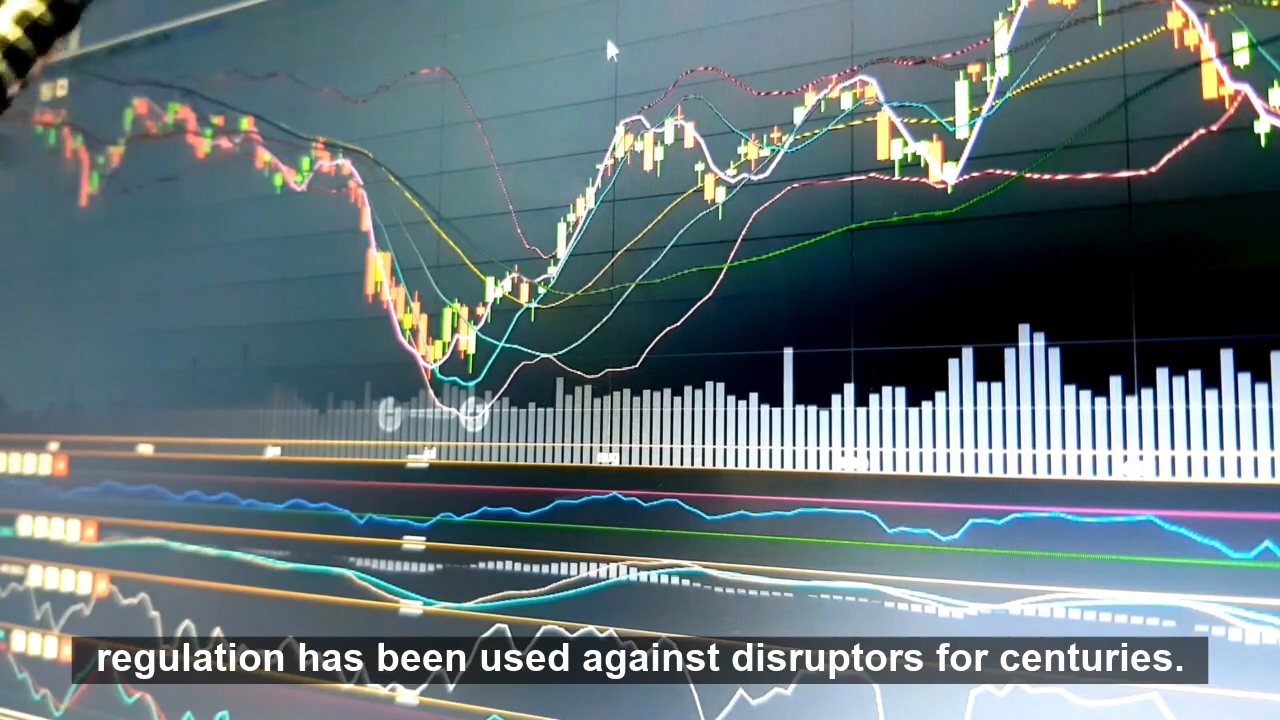 regulation has been used against disruptors for centuries.